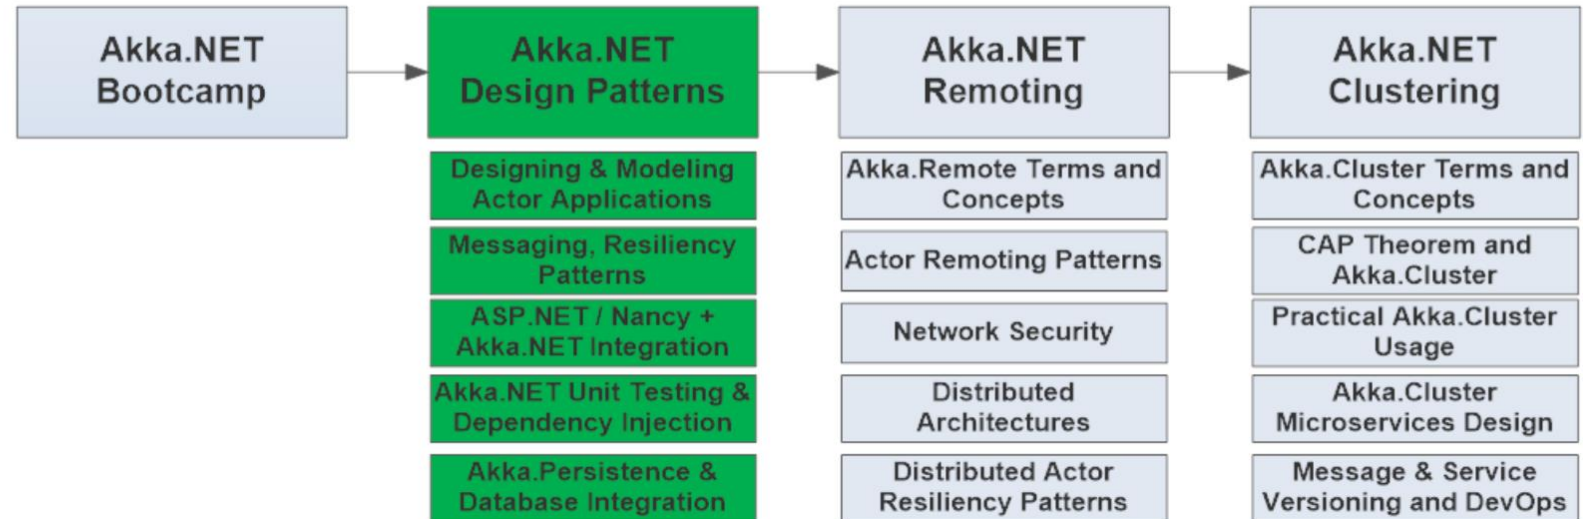 Akka.NET
Bootcamp
Akka.NET
Design Patterns
Designing & Modeling
Actor Applications
Messaging, Resiliency
Patterns
ASP.NET / Nancy +
Akka.NET Integration
Akka.NET Unit Testing &
Dependency Injection
Akka.Persistence &
Database Integration
Akka.NET
Remoting
Akka.Remote Terms and
Concepts
Actor Remoting Patterns
Network Security
Distributed
Architectures
Distributed Actor
Resiliency Patterns
Akka.NET
Clustering
Akka.Cluster Terms and
Concepts
CAP Theorem and
Akka.Cluster
Practical Akka.Cluster
Usage
Akka.Cluster
Microservices Design
Message & Service
Versioning and DevOps